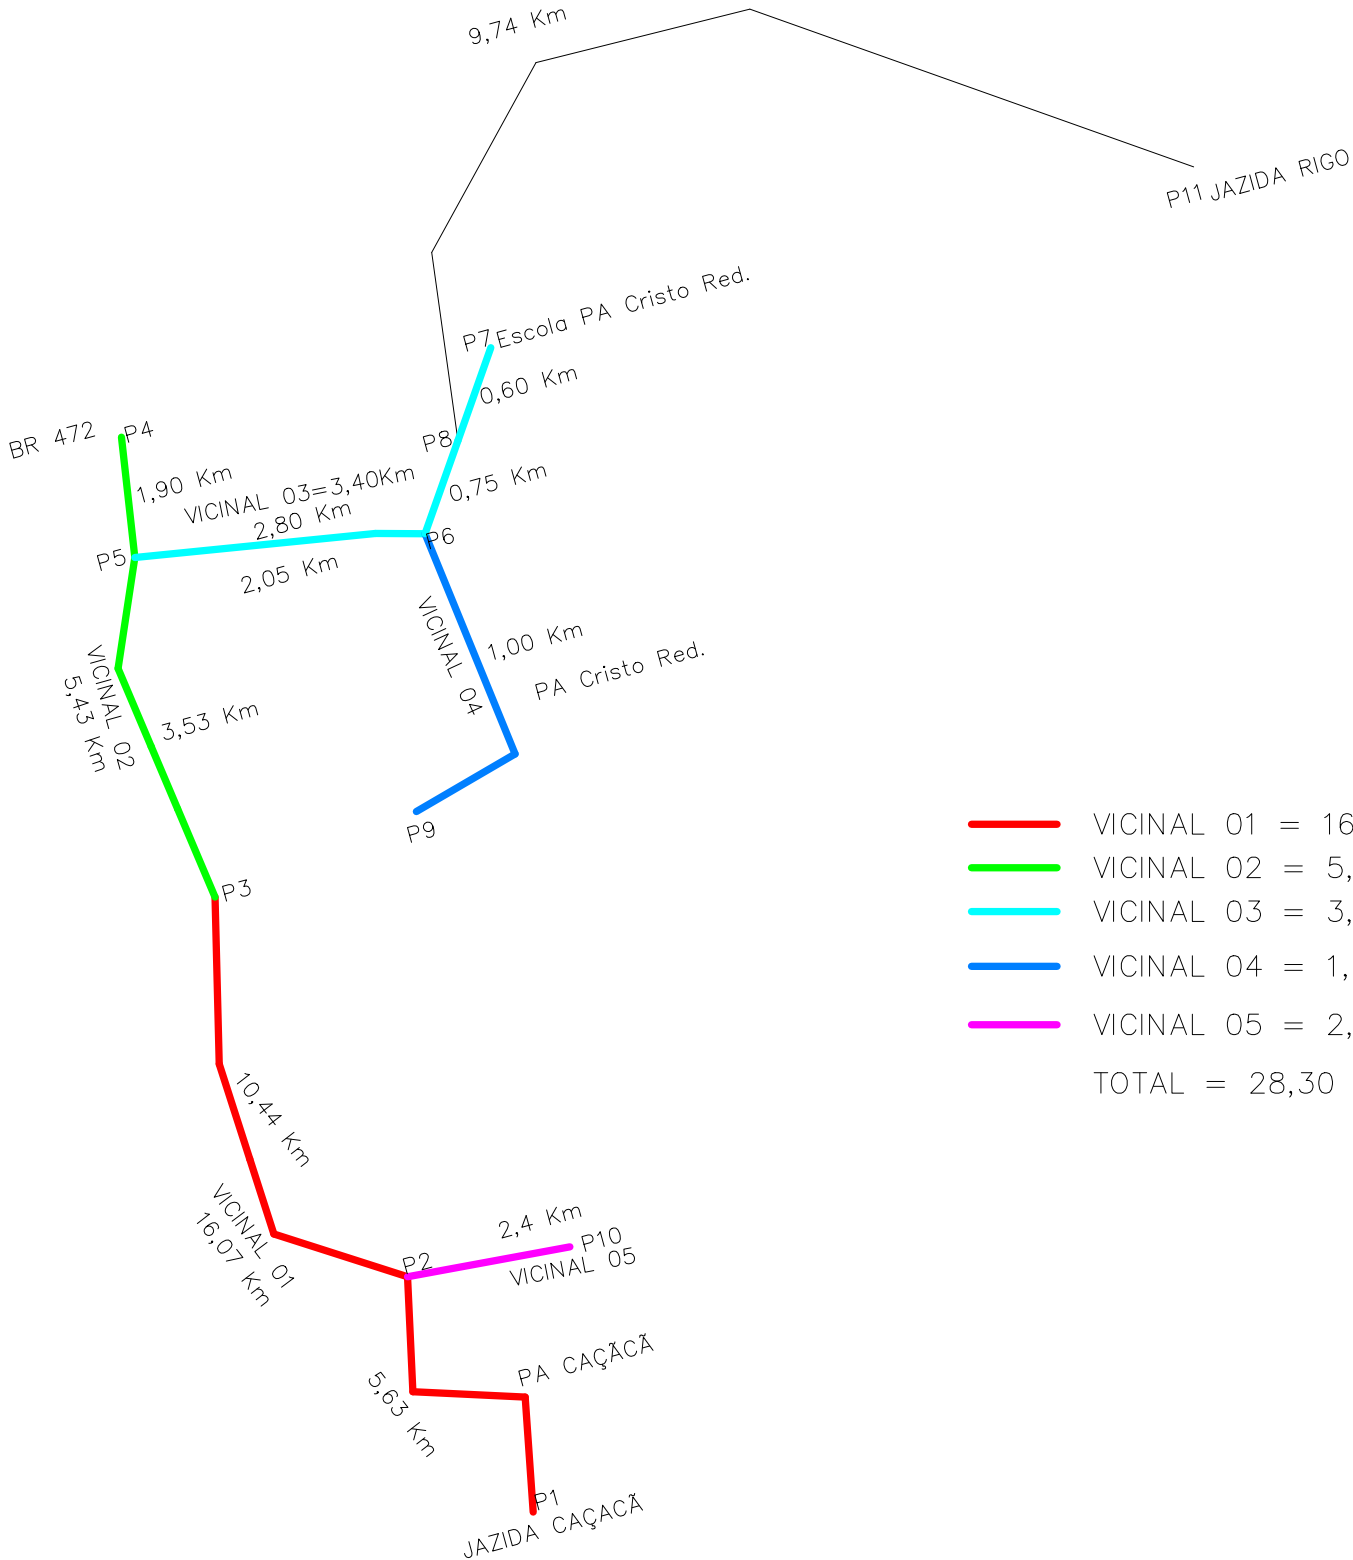 9,74 Km
P11 JAZIDA RIGO
P7 Escola PA Cristo Red.
0,60 Km
BR 472 P4
P8
1,90 Km
0,75 Km
VICINAL 03=3,40Km
2,80 Km
P6
P5
2,05 Km
VICINAL 04
1,00 Km
PA Cristo Red.
VICINAL 02
5,43 Km
3,53 Km
P9
P3
VICINAL 01 = 16
VICINAL 02 = 5,
VICINAL 03 = 3,
VICINAL 04 = 1,
VICINAL 05 = 2,
TOTAL = 28,30
10,44 Km
VICINAL 01
16,07 Km
2,4 Km
P10
P2
VICINAL 05
PA CAÇÃCÃ
5,63 Km
P1
JAZIDA CAÇACÃ